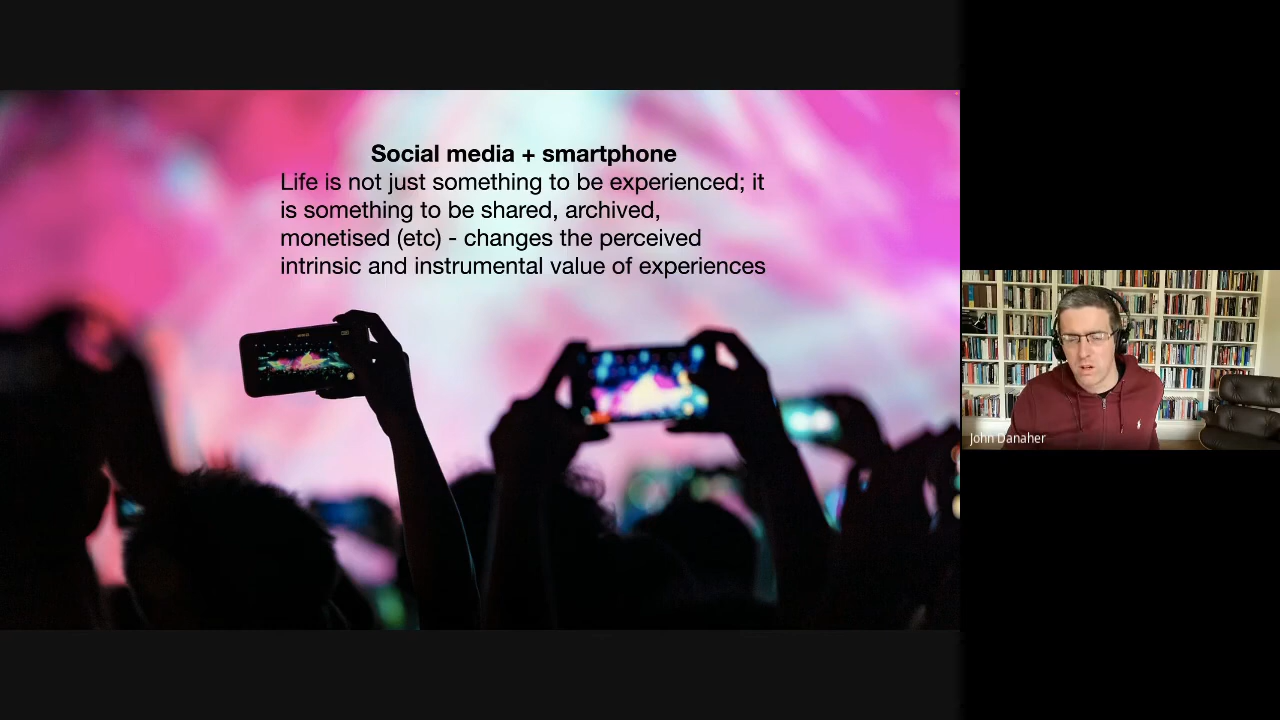 Social media + smartphone
Life is not just something to be experienced; it
is something to be shared, archived,
monetised (etc) - changes the perceived
intrinsic and instrumental value of experiences
John Danaher